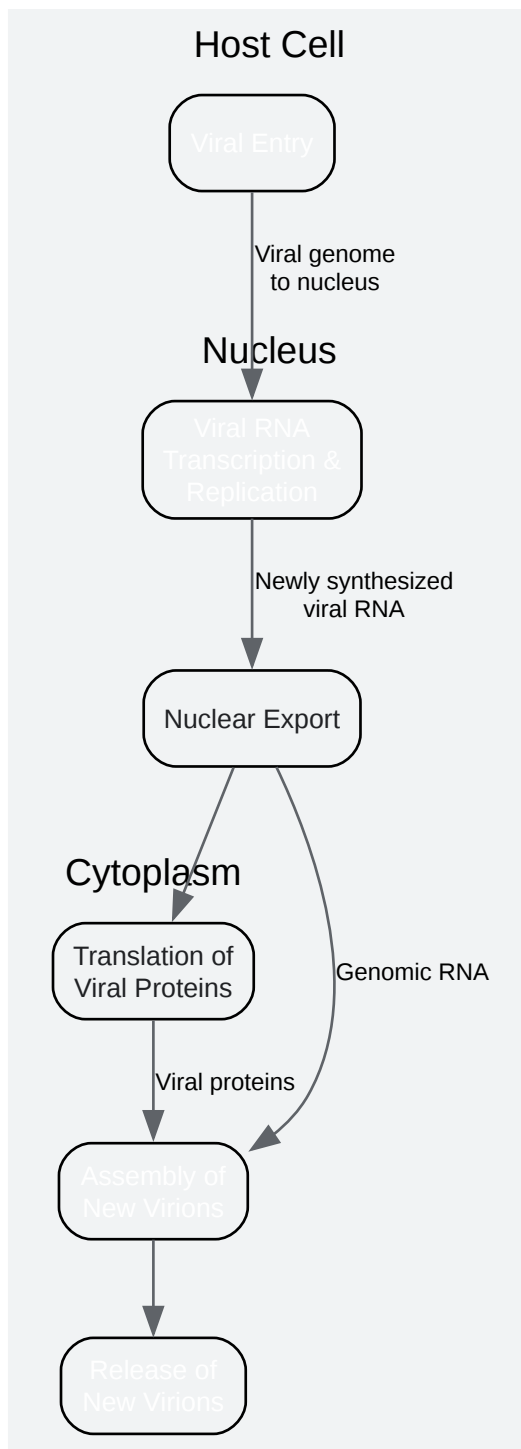 Host Cell
Viral Entry
Viral genome
to nucleus
Nucleus
Viral RNA
Transcription &
Replication
Newly synthesized
viral RNA
Nuclear Export
Cytoplasm
Translation of
Viral Proteins
Genomic RNA
Viral proteins
Assembly of
New Virions
Release of
New Virions